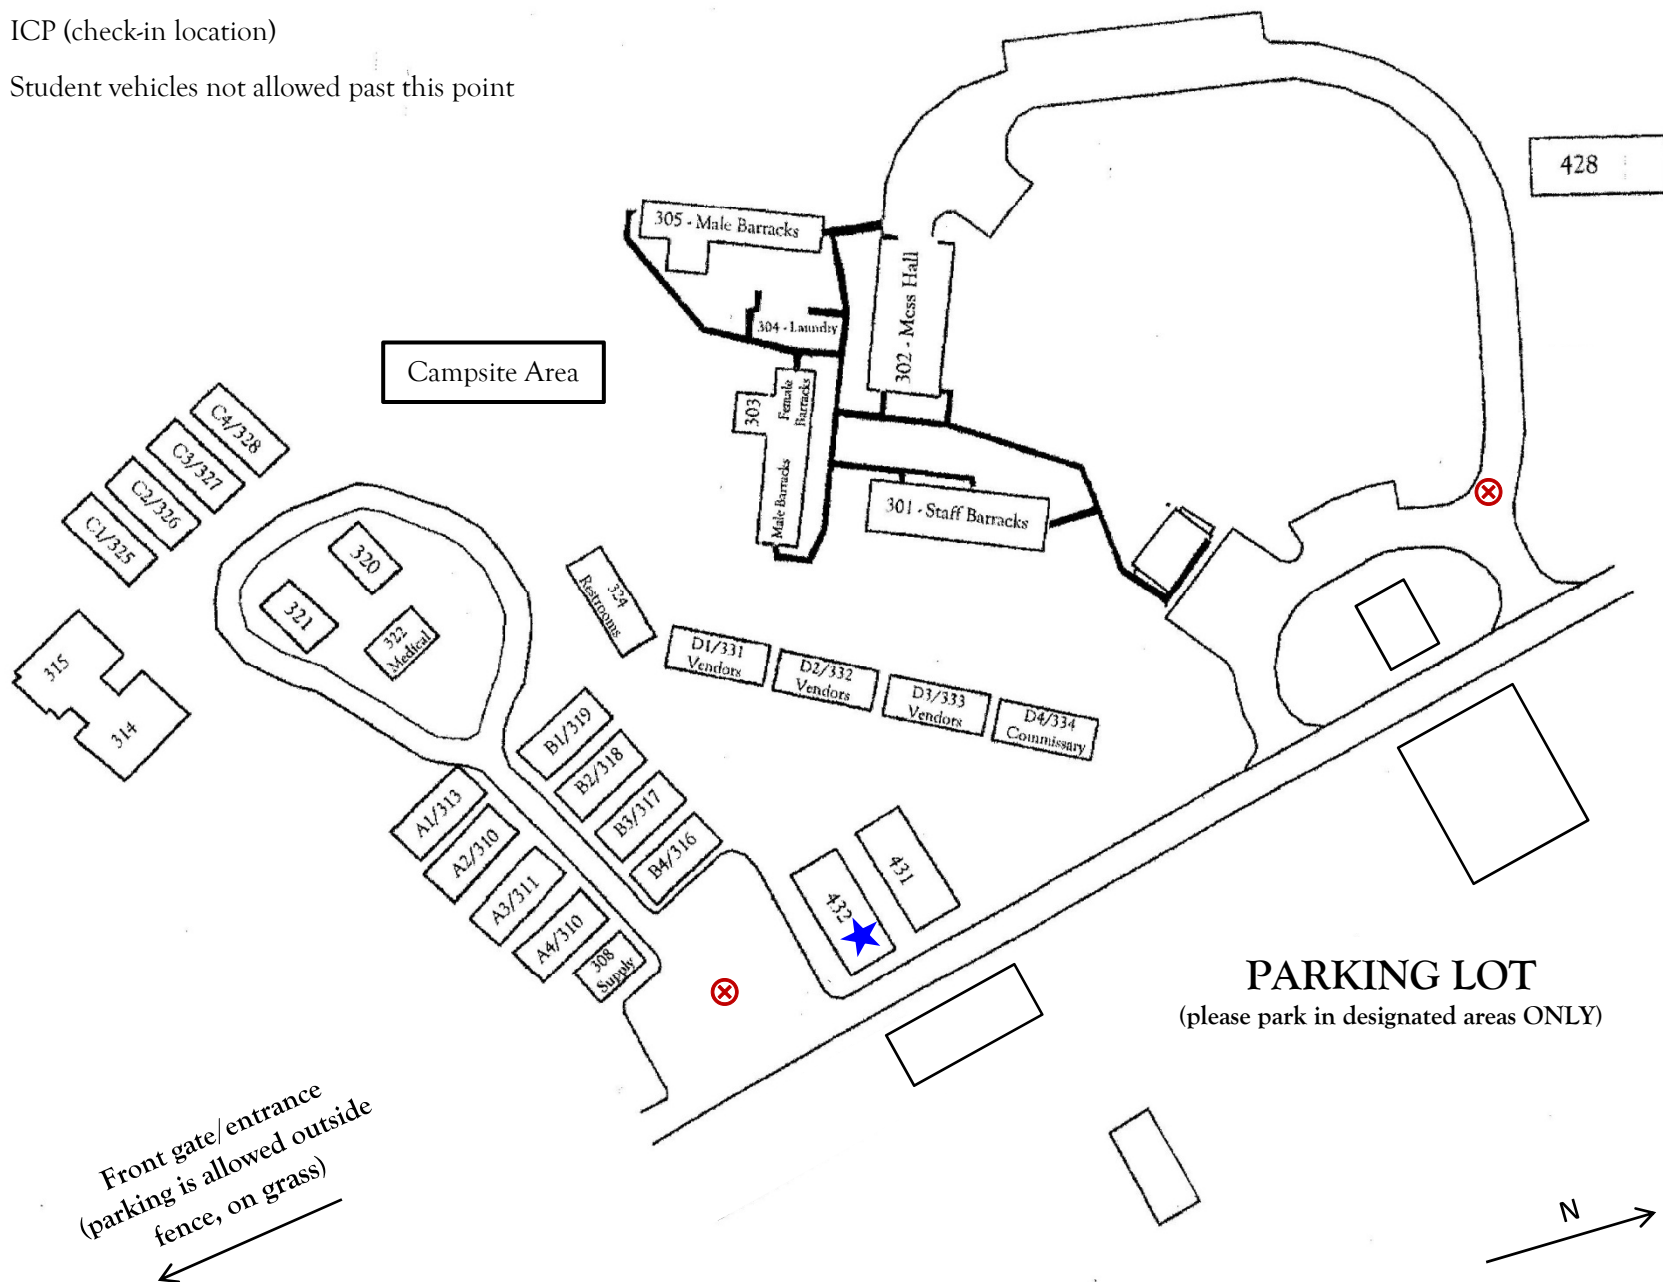 ICP (check-in location)
Student vehicles not allowed past this point
428
305 - Male Barracks
302 - Mess Hall
304 - Laundry
Campsite Area
303
Female
Barracks
Male Barracks
C4/328
C3/327
C2/326
C1/325
301 - Staff Barracks
320
321
322
Medical
324
Restrooms
315
314
D1/331
Vendors
D2/332
Vendors
D3/333
Vendors
D4/334
Commissary
B1/319
B2/318
B3/317
B4/316
A1/313
A2/310
A3/311
A4/310
308
Supply
431
432
PARKING LOT
(please park in designated areas ONLY)
Front gate/entrance
(parking is allowed outside
fence, on grass)
N